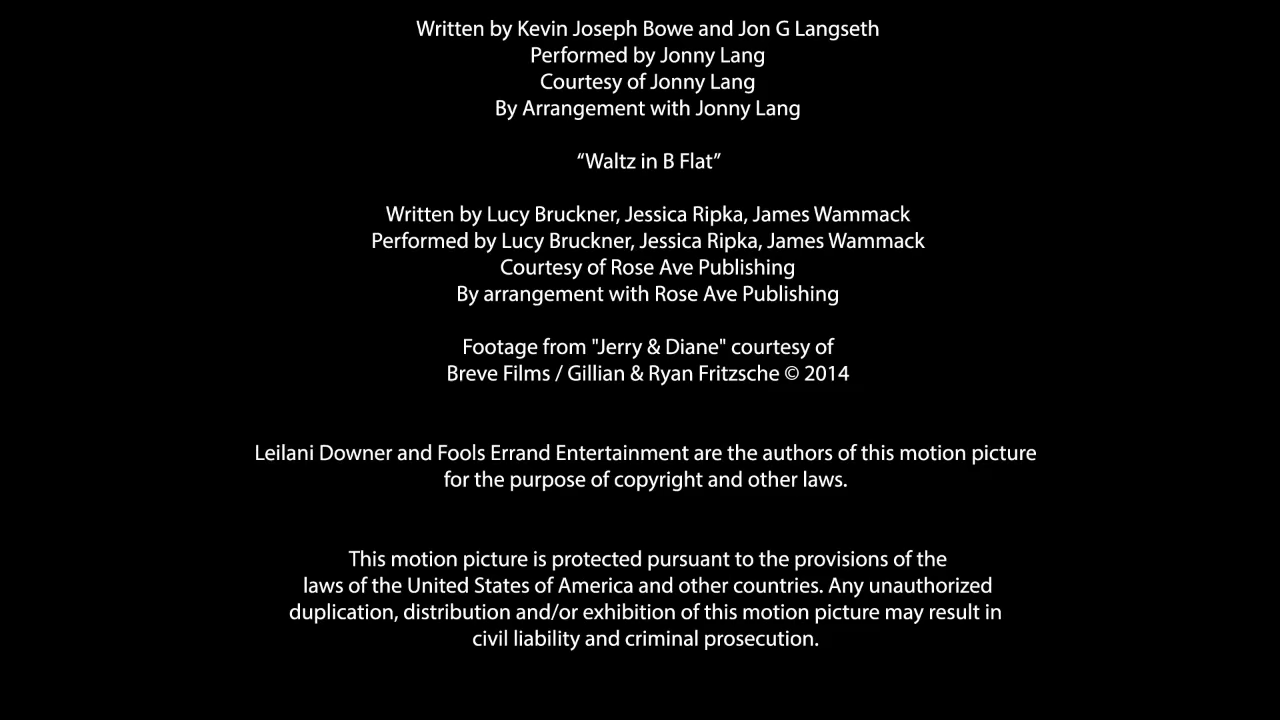 Written by Kevin Joseph Bowe and Jon G Langseth
Performed by Jonny Lang
Courtesy of Jonny Lang
By Arrangement with Jonny Lang
“Waltz in B Flat”
Written by Lucy Bruckner, Jessica Ripka, James Wammack
Performed by Lucy Bruckner, Jessica Ripka, James Wammack
Courtesy of Rose Ave Publishing
By arrangement with Rose Ave Publishing
Footage from "Jerry & Diane" courtesy of
Breve Films / Gillian & Ryan Fritzsche © 2014
Leilani Downer and Fools Errand Entertainment are the authors of this motion picture
for the purpose of copyright and other laws.
This motion picture is protected pursuant to the provisions of the
laws of the United States of America and other countries. Any unauthorized
duplication, distribution and/or exhibition of this motion picture may result in
civil liability and criminal prosecution.